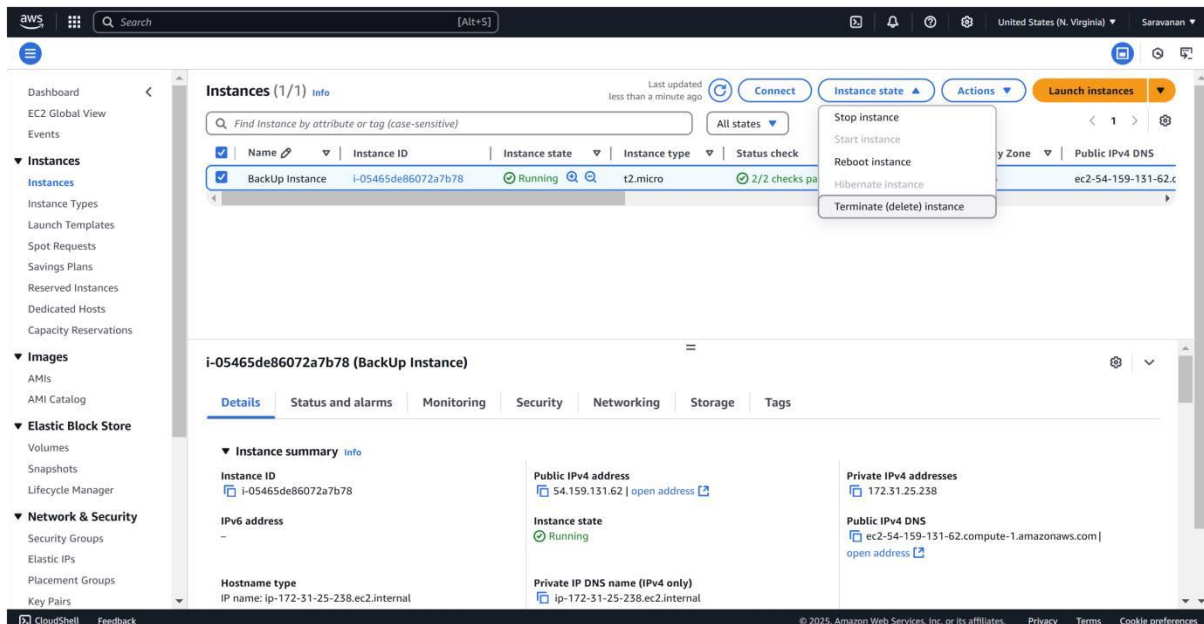 aws
Search [Alt+S]
United States (N. Virginia) ▼ Saravanan ▼
Dashboard
EC2 Global View
Events
▼ Instances
Instances
Instance Types
Launch Templates
Spot Requests
Savings Plans
Reserved Instances
Dedicated Hosts
Capacity Reservations
▼ Images
AMIs
AMI Catalog
▼ Elastic Block Store
Volumes
Snapshots
Lifecycle Manager
▼ Network & Security
Security Groups
Elastic IPs
Placement Groups
Key Pairs
Instances (1/1) Info
Last updated
less than a minute ago
Connect
Instance state ▲
Actions ▼
Launch instances ▼
Find Instance by attribute or tag (case-sensitive)
All states ▼
< 1 >
Stop instance
Start instance
Reboot instance
Hibernate instance
Terminate (delete) instance
Name Instance ID Instance state Instance type Status check y Zone Public IPv4 DNS
BackUp Instance i-05465de86072a7b78 Running t2.micro 2/2 checks pa ec2-54-159-131-62.c
i-05465de86072a7b78 (BackUp Instance)
Details Status and alarms Monitoring Security Networking Storage Tags
▼ Instance summary Info
Instance ID
i-05465de86072a7b78
Public IPv4 address
54.159.131.62 | open address
Private IPv4 addresses
172.31.25.238
IPv6 address
–
Instance state
Running
Public IPv4 DNS
ec2-54-159-131-62.compute-1.amazonaws.com |
open address
Hostname type
IP name: ip-172-31-25-238.ec2.internal
Private IP DNS name (IPv4 only)
ip-172-31-25-238.ec2.internal
CloudShell Feedback
© 2025, Amazon Web Services, Inc. or its affiliates. Privacy Terms Cookie preferences